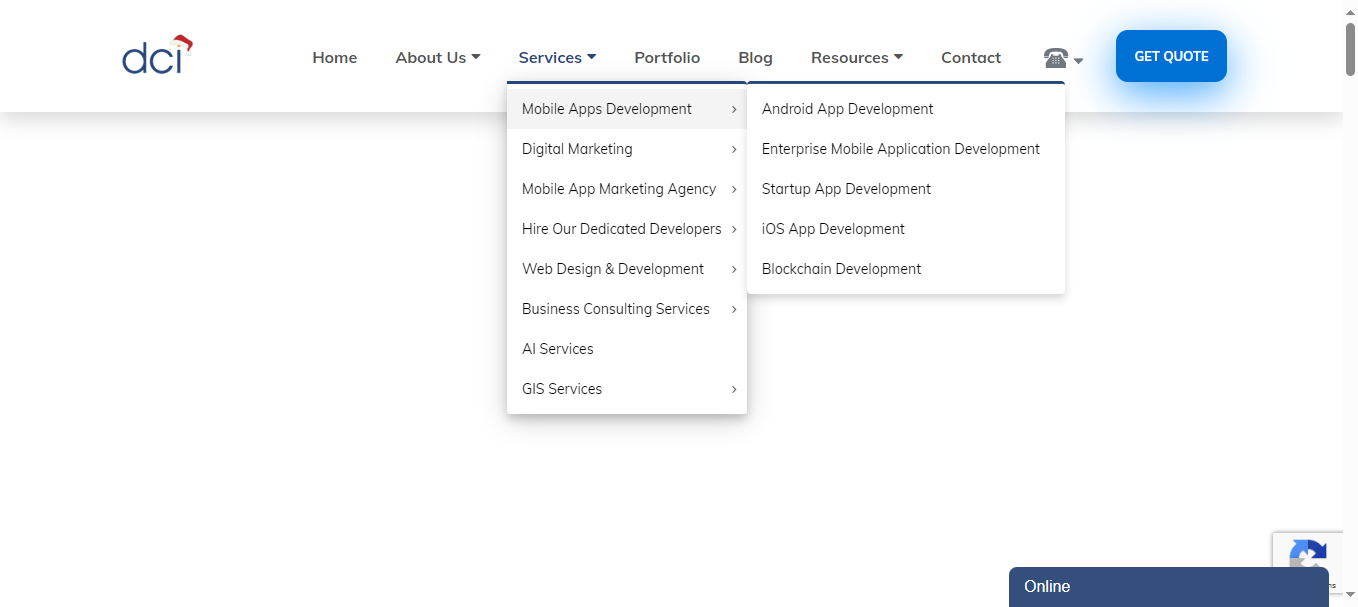 dci
Home
About Us
Services
Portfolio
Blog
Resources
Contact
GET QUOTE
Mobile Apps Development
Digital Marketing
Mobile App Marketing Agency
Hire Our Dedicated Developers
Web Design & Development
Business Consulting Services
AI Services
GIS Services
Android App Development
Enterprise Mobile Application Development
Startup App Development
iOS App Development
Blockchain Development
Online